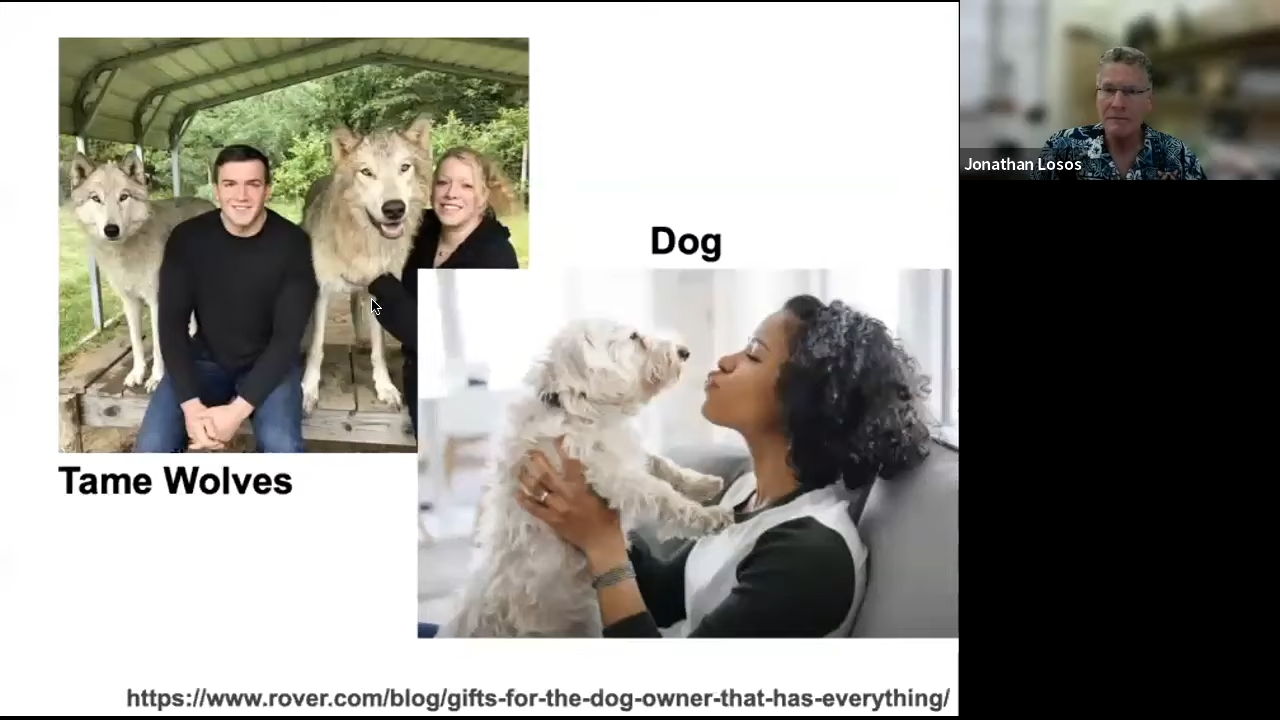 Jonathan Losos
Dog
Tame Wolves
https://www.rover.com/blog/gifts-for-the-dog-owner-that-has-everything/